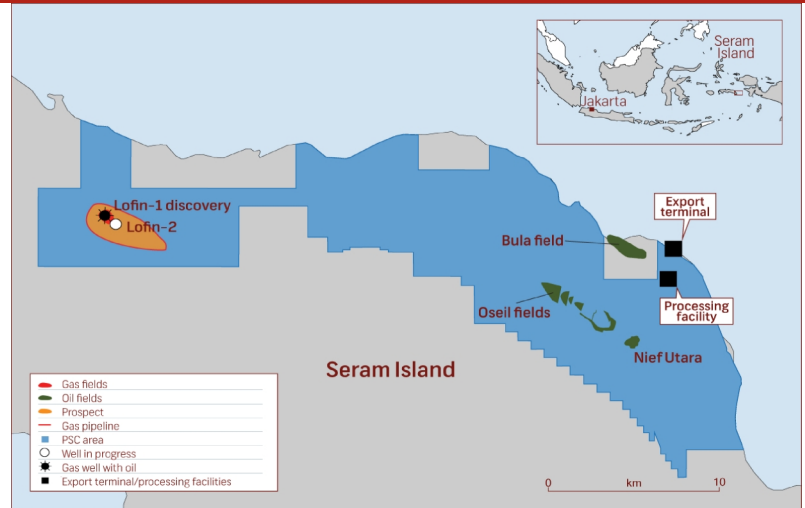 Seram
Island
Jakarta
Lofin-1 discovery
Lofin-2
Export
terminal
Bula field
Processing
facility
Oseil fields
Nief Utara
Seram Island
Gas fields
Oil fields
Prospect
Gas pipeline
PSC area
Well in progress
Gas well with oil
Export terminal/processing facilities
0 km 10